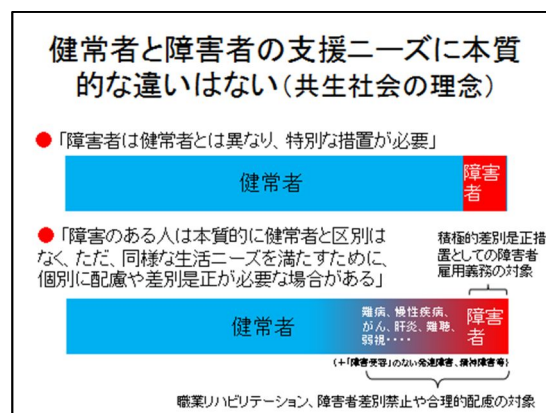 健常者と障害者の支援ニーズに本質
的な違いはない（共生社会の理念）
●「障害者は健常者とは異なり、特別な措置が必要」
健常者
障害
者
●「障害のある人は本質的に健常者と区別は
なく、ただ、同様な生活ニーズを満たすために、
個別に配慮や差別是正が必要な場合がある」
積極的差別是正措
置としての障害者
雇用義務の対象
健常者
難病、慢性疾病、
がん、肝炎、難聴、
弱視・・・・
障害
者
（＋「障害受容」のない発達障害、精神障害等）
職業リハビリテーション、障害者差別禁止や合理的配慮の対象